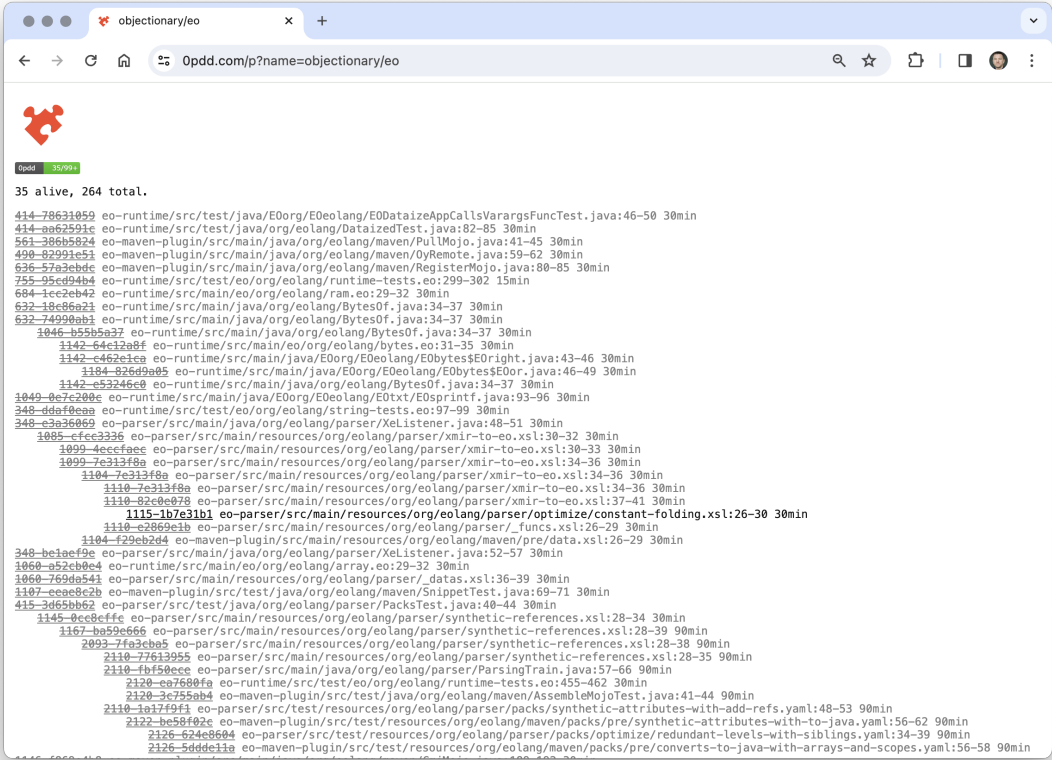 objectionary/eo
0pdd.com/p?name=objectionary/eo
0pdd 35/99+
35 alive, 264 total.
414-78631059 eo-runtime/src/test/java/EOorg/EOeolang/EODataizeAppCallsVarargsFuncTest.java:46-50 30min
414-aa62591c eo-runtime/src/test/java/org/eolang/DataizedTest.java:82-85 30min
561-386b5824 eo-maven-plugin/src/main/java/org/eolang/maven/PullMojo.java:41-45 30min
490-82991e51 eo-maven-plugin/src/main/java/org/eolang/maven/OyRemote.java:59-62 30min
636-57a3ebdc eo-maven-plugin/src/main/java/org/eolang/maven/RegisterMojo.java:80-85 30min
755-95cd94b4 eo-runtime/src/test/eo/org/eolang/runtime-tests.eo:299-302 15min
684-1cc2eb42 eo-runtime/src/main/eo/org/eolang/ram.eo:29-32 30min
632-18c86a21 eo-runtime/src/main/java/org/eolang/BytesOf.java:34-37 30min
632-74990ab1 eo-runtime/src/main/java/org/eolang/BytesOf.java:34-37 30min
1046-b55b5a37 eo-runtime/src/main/java/org/eolang/BytesOf.java:34-37 30min
1142-64c12a8f eo-runtime/src/main/eo/org/eolang/bytes.eo:31-35 30min
1142-c462e1ca eo-runtime/src/main/java/EOorg/EOeolang/EObytes$EOright.java:43-46 30min
1184-826d9a05 eo-runtime/src/main/java/EOorg/EOeolang/EObytes$EOor.java:46-49 30min
1142-e53246c0 eo-runtime/src/main/java/org/eolang/BytesOf.java:34-37 30min
1049-0e7c200c eo-runtime/src/main/java/EOorg/EOeolang/EOtxt/EOsprintf.java:93-96 30min
348-ddaf0eaa eo-runtime/src/test/eo/org/eolang/string-tests.eo:97-99 30min
348-e3a36069 eo-parser/src/main/java/org/eolang/parser/XeListener.java:48-51 30min
1085-cfcc3336 eo-parser/src/main/resources/org/eolang/parser/xmir-to-eo.xsl:30-32 30min
1099-4eccfaec eo-parser/src/main/resources/org/eolang/parser/xmir-to-eo.xsl:30-33 30min
1099-7e313f8a eo-parser/src/main/resources/org/eolang/parser/xmir-to-eo.xsl:34-36 30min
1104-7e313f8a eo-parser/src/main/resources/org/eolang/parser/xmir-to-eo.xsl:34-36 30min
1110-7e313f8a eo-parser/src/main/resources/org/eolang/parser/xmir-to-eo.xsl:34-36 30min
1110-82c0e078 eo-parser/src/main/resources/org/eolang/parser/xmir-to-eo.xsl:37-41 30min
1115-1b7e31b1 eo-parser/src/main/resources/org/eolang/parser/optimize/constant-folding.xsl:26-30 30min
1110-e2869e1b eo-parser/src/main/resources/org/eolang/parser/_funcs.xsl:26-29 30min
1104-f29eb2d4 eo-maven-plugin/src/main/resources/org/eolang/maven/pre/data.xsl:26-29 30min
348-be1aef9e eo-parser/src/main/java/org/eolang/parser/XeListener.java:52-57 30min
1060-a52cb0e4 eo-runtime/src/main/eo/org/eolang/array.eo:29-32 30min
1060-769da541 eo-parser/src/main/resources/org/eolang/parser/_datas.xsl:36-39 30min
1107-eeae8c2b eo-maven-plugin/src/test/java/org/eolang/maven/SnippetTest.java:69-71 30min
415-3d65bb62 eo-parser/src/test/java/org/eolang/parser/PacksTest.java:40-44 30min
1145-0cc8cffc eo-parser/src/main/resources/org/eolang/parser/synthetic-references.xsl:28-34 30min
1167-ba59e666 eo-parser/src/main/resources/org/eolang/parser/synthetic-references.xsl:28-39 90min
2093-7fa3cba5 eo-parser/src/main/resources/org/eolang/parser/synthetic-references.xsl:28-38 90min
2110-77613955 eo-parser/src/main/resources/org/eolang/parser/synthetic-references.xsl:28-35 90min
2110-fbf50ece eo-parser/src/main/java/org/eolang/parser/ParsingTrain.java:57-66 90min
2120-ea7680fa eo-runtime/src/test/eo/org/eolang/runtime-tests.eo:455-462 30min
2120-3c755ab4 eo-maven-plugin/src/test/java/org/eolang/maven/AssembleMojoTest.java:41-44 90min
2110-1a17f9f1 eo-parser/src/test/resources/org/eolang/parser/packs/synthetic-attributes-with-add-refs.yaml:48-53 90min
2122-be58f02c eo-maven-plugin/src/test/resources/org/eolang/maven/packs/pre/synthetic-attributes-with-to-java.yaml:56-62 90min
2126-624e8604 eo-parser/src/test/resources/org/eolang/parser/packs/optimize/redundant-levels-with-siblings.yaml:34-39 90min
2126-5ddde11a eo-maven-plugin/src/test/resources/org/eolang/maven/packs/pre/converts-to-java-with-arrays-and-scopes.yaml:56-58 90min